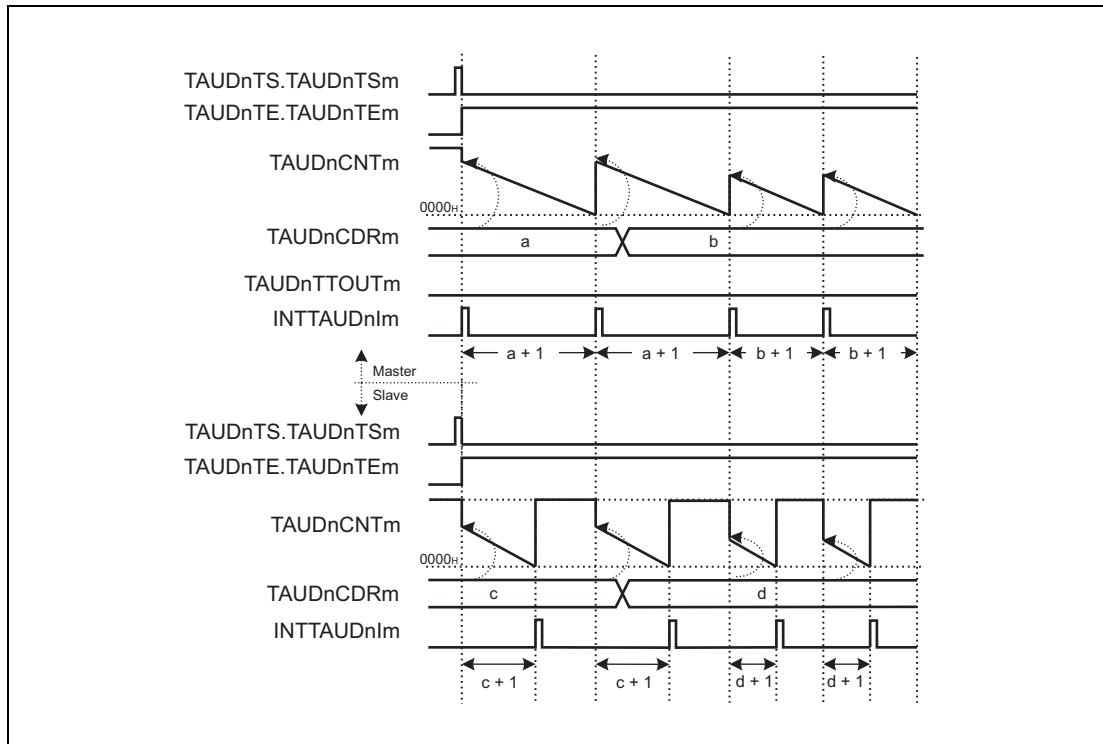 TAUDnTS.TAUDnTSm
TAUDnTE.TAUDnTEm
TAUDnCNTm
0000H
TAUDnCDRm
a
b
TAUDnTTOUTm
INTTAUDnIm
a + 1
a + 1
b + 1
b + 1
Master
Slave
TAUDnTS.TAUDnTSm
TAUDnTE.TAUDnTEm
TAUDnCNTm
0000H
TAUDnCDRm
c
d
INTTAUDnIm
c + 1
c + 1
d + 1
d + 1